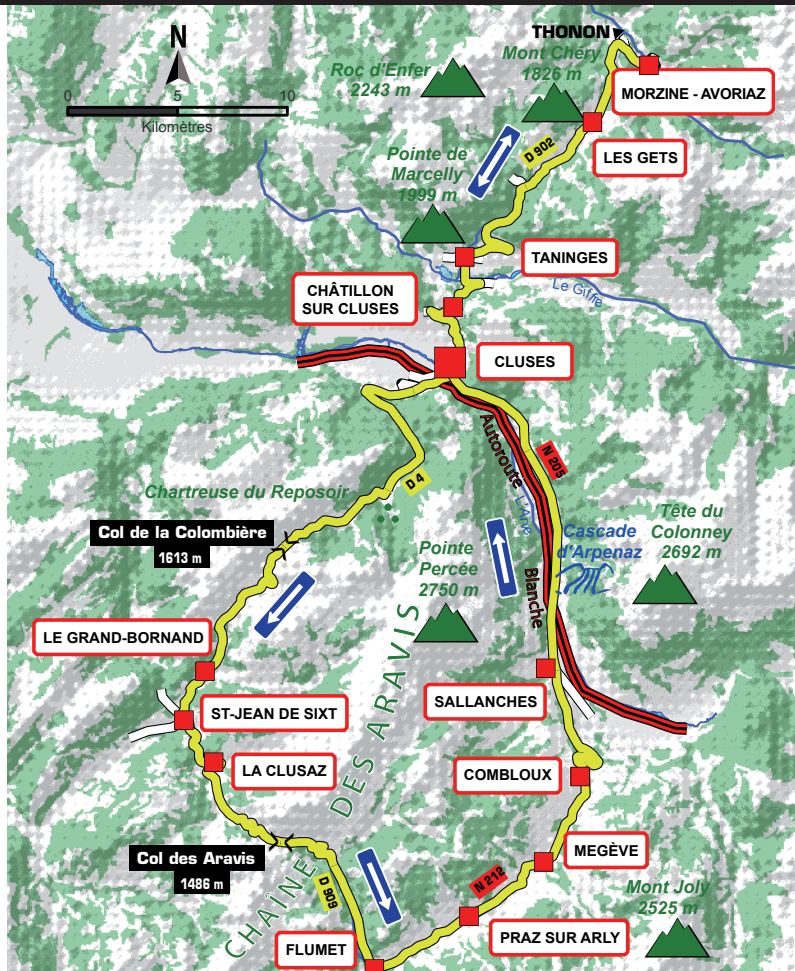 THONON
N
Mont Chéry
1826 m
Roc d'Enfer
2243 m
MORZINE - AVORIAZ
0
5
10
Kilomètres
D 902
LES GETS
Pointe de
Marcelly
1999 m
TANINGES
Le Giffre
CHÂTILLON
SUR CLUSES
CLUSES
Autoroute
Blanche
N 205
D 4
L'Arve
Chartreuse du Reposoir
Col de la Colombière
1613 m
Pointe
Percée
2750 m
Cascade
d'Arpenaz
Tête du
Colonney
2692 m
LE GRAND-BORNAND
ST-JEAN DE SIXT
SALLANCHES
LA CLUSAZ
COMBLOUX
CHAÎNE DES ARAVIS
Col des Aravis
1486 m
D 909
MEGÈVE
N 212
Mont Joly
2525 m
PRAZ SUR ARLY
FLUMET